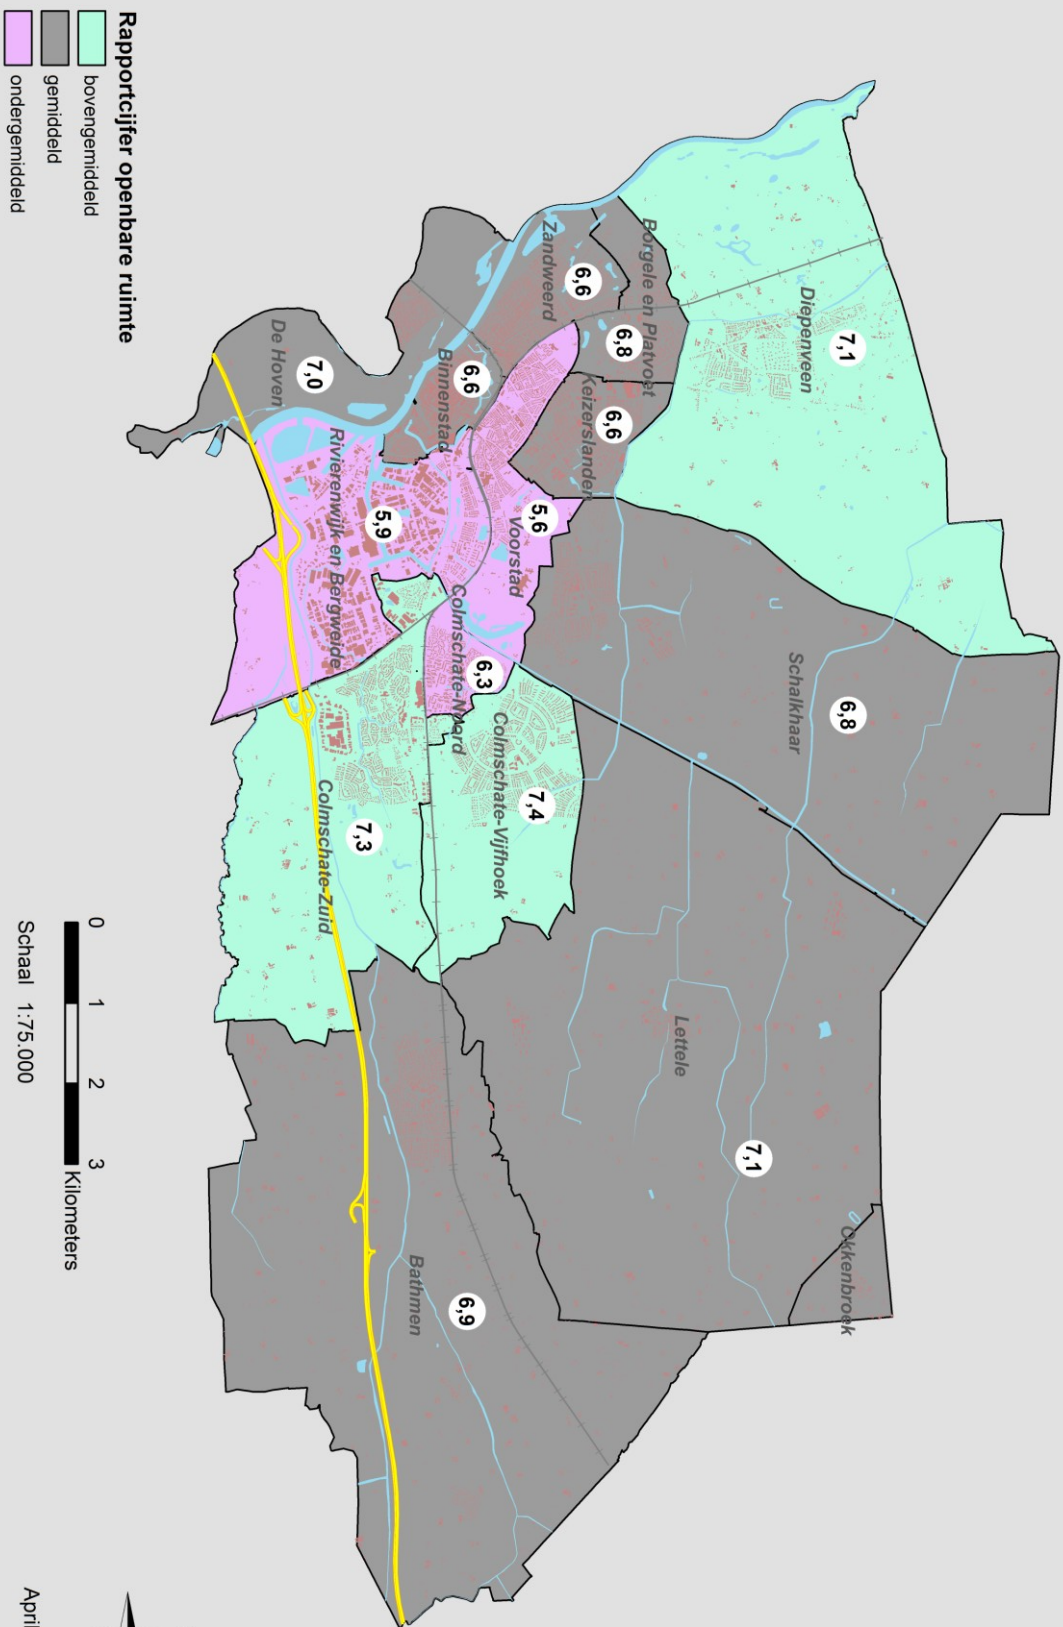 Diepenveen
7,1
Borgele en Platvoet
6,8
Zandweerd
6,6
Keizerslanden
6,6
Schalkhaar
6,8
Okkenbroek
Lettele
7,1
Binnenstad
6,6
Voorstad
5,6
De Hoven
7,0
Rivierenwijk en Bergweide
5,9
Colmschate-Noord
6,3
Colmschate-Vijfhoek
7,4
Colmschate-Zuid
7,3
Bathmen
6,9
Rapportcijfer openbare ruimte
bovengemiddeld
gemiddeld
ondergemiddeld
0 1 2 3
Kilometers
Schaal 1:75.000
April